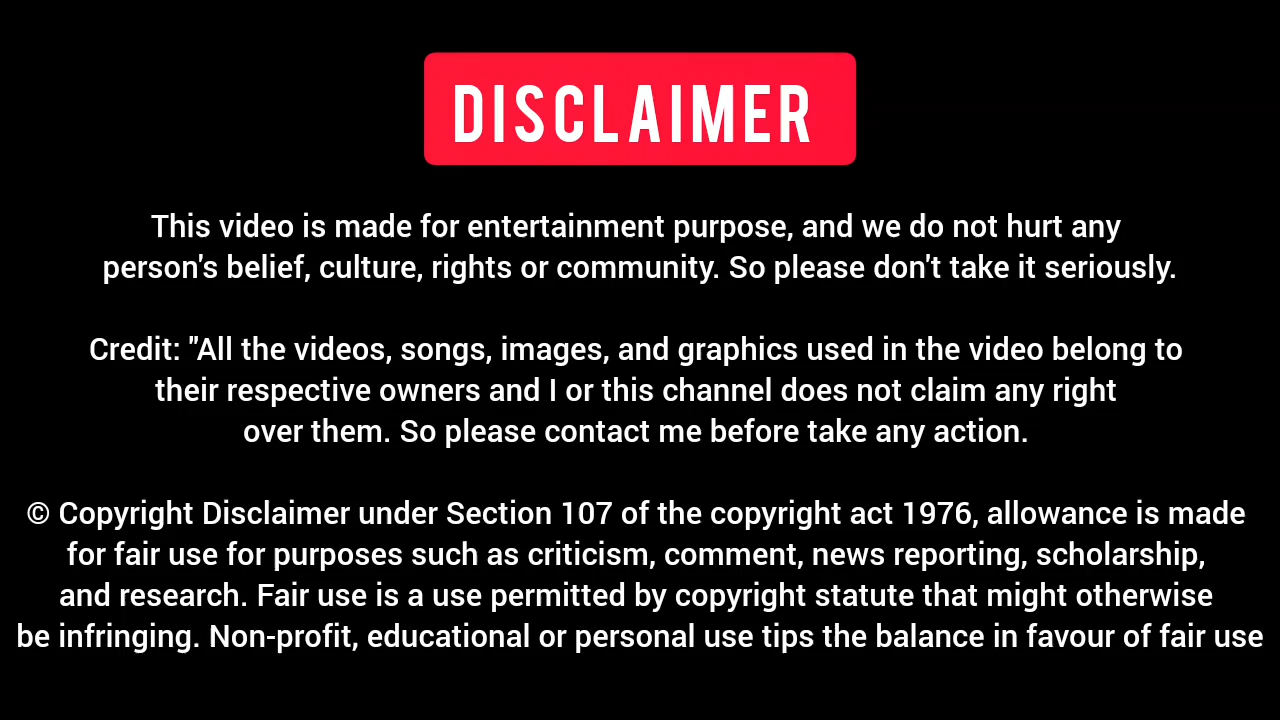 DISCLAIMER
This video is made for entertainment purpose, and we do not hurt any
person's belief, culture, rights or community. So please don't take it seriously.
Credit: "All the videos, songs, images, and graphics used in the video belong to
their respective owners and I or this channel does not claim any right
over them. So please contact me before take any action.
© Copyright Disclaimer under Section 107 of the copyright act 1976, allowance is made
for fair use for purposes such as criticism, comment, news reporting, scholarship,
and research. Fair use is a use permitted by copyright statute that might otherwise
be infringing. Non-profit, educational or personal use tips the balance in favour of fair use